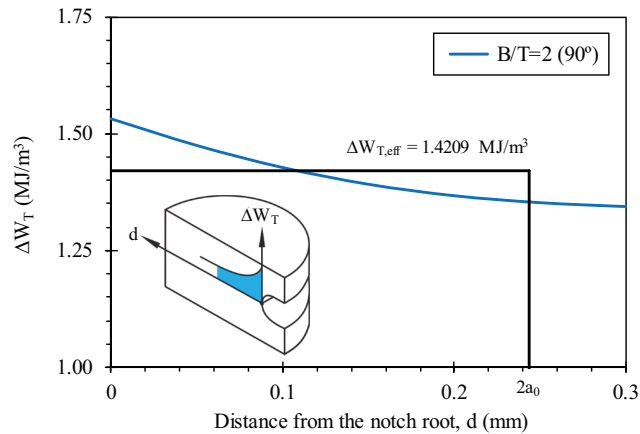 1.75
B/T=2 (90º)
1.50
ΔW_T,eff = 1.4209 MJ/m³
ΔW_T (MJ/m³)
ΔW_T
d
1.25
1.00
0
0.1
0.2
2a₀
0.3
Distance from the notch root, d (mm)